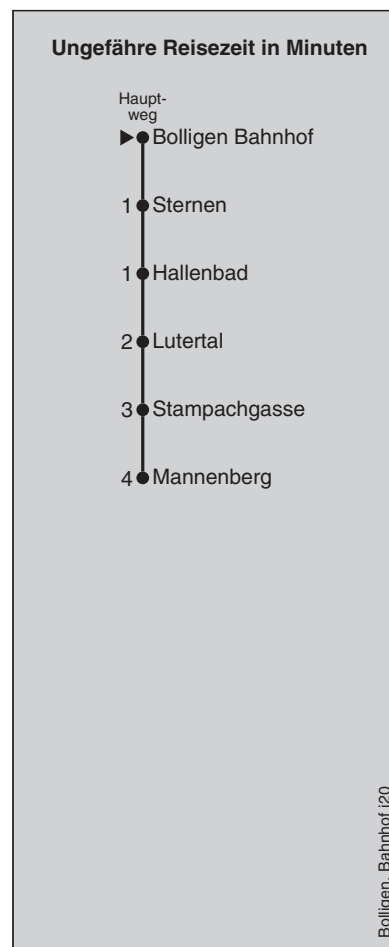 Ungefähre Reisezeit in Minuten
Haupt-
weg
Bolligen Bahnhof
1 Sternen
1 Hallenbad
2 Lutertal
3 Stampachgasse
4 Mannenberg
Bolligen, Bahnhof j20